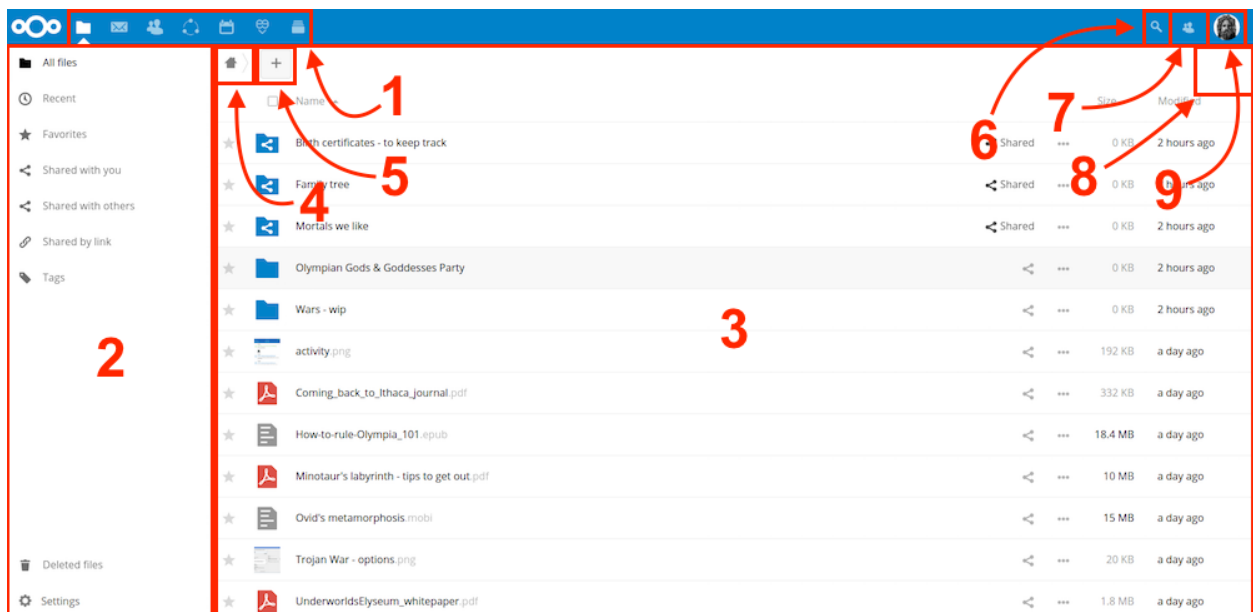 All files
Recent
Favorites
Shared with you
Shared with others
Shared by link
Tags
Deleted files
Settings
1
2
3
4
5
6
7
8
9
Name Size Modified
Birth certificates - to keep track Shared ••• 0 KB 2 hours ago
Family tree Shared ••• 0 KB hours ago
Mortals we like Shared ••• 0 KB 2 hours ago
Olympian Gods & Goddesses Party ••• 0 KB 2 hours ago
Wars - wip ••• 0 KB 2 hours ago
activity.png ••• 192 KB a day ago
Coming_back_to_Ithaca_journal.pdf ••• 332 KB a day ago
How-to-rule-Olympia_101.epub ••• 18.4 MB a day ago
Minotaur's labyrinth - tips to get out.pdf ••• 10 MB a day ago
Ovid's metamorphosis.mobi ••• 15 MB a day ago
Trojan War - options.png ••• 20 KB a day ago
UnderworldsElyseum_whitepaper.pdf ••• 1.8 MB a day ago